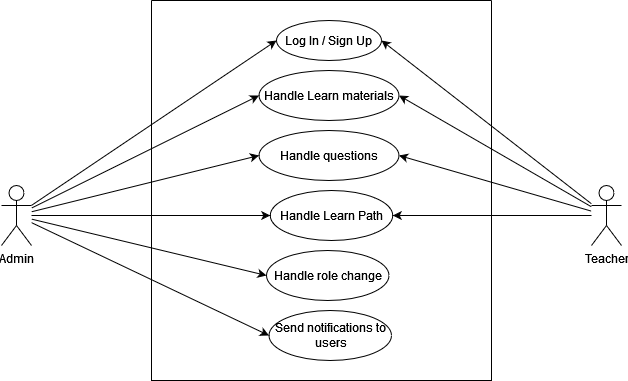 Log In / Sign Up
Handle Learn materials
Handle questions
Handle Learn Path
Admin
Teacher
Handle role change
Send notifications to
users